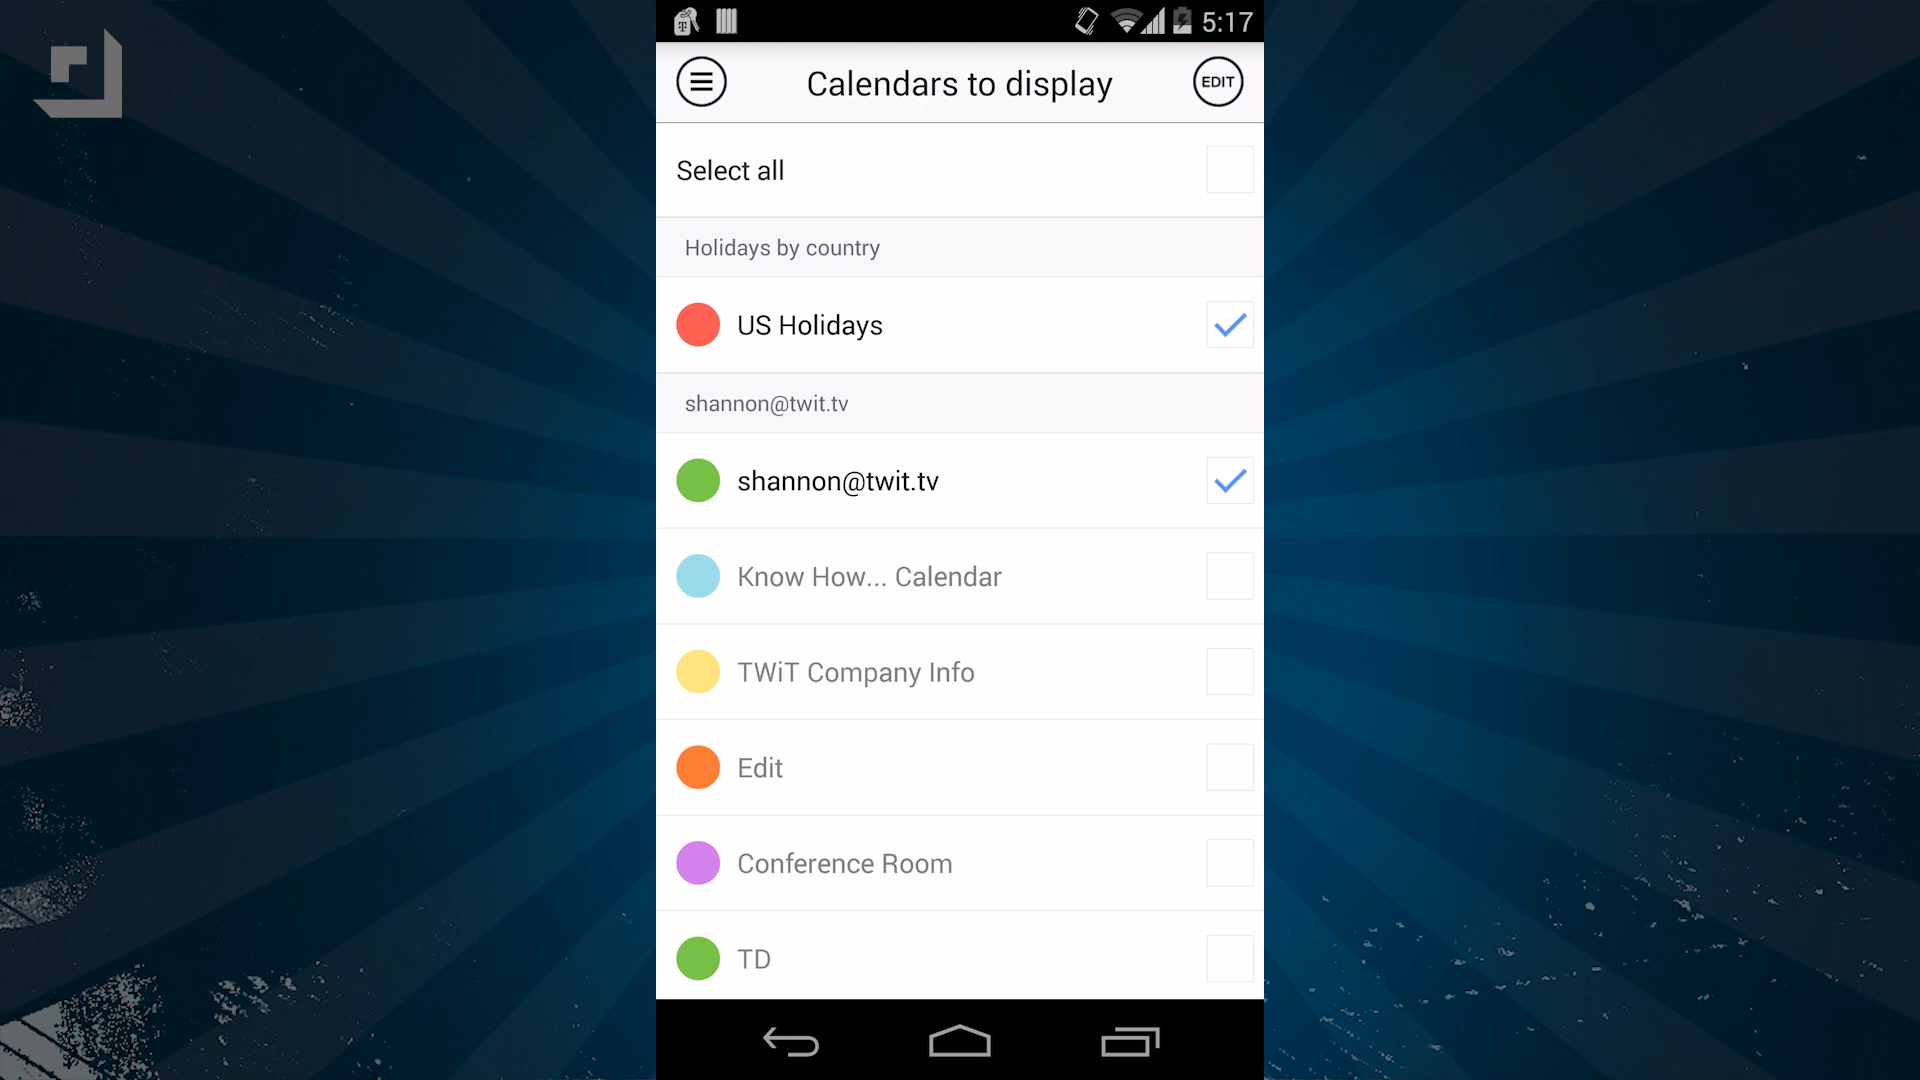 5:17
Calendars to display
EDIT
Select all
Holidays by country
US Holidays
shannon@twit.tv
shannon@twit.tv
Know How... Calendar
TWiT Company Info
Edit
Conference Room
TD